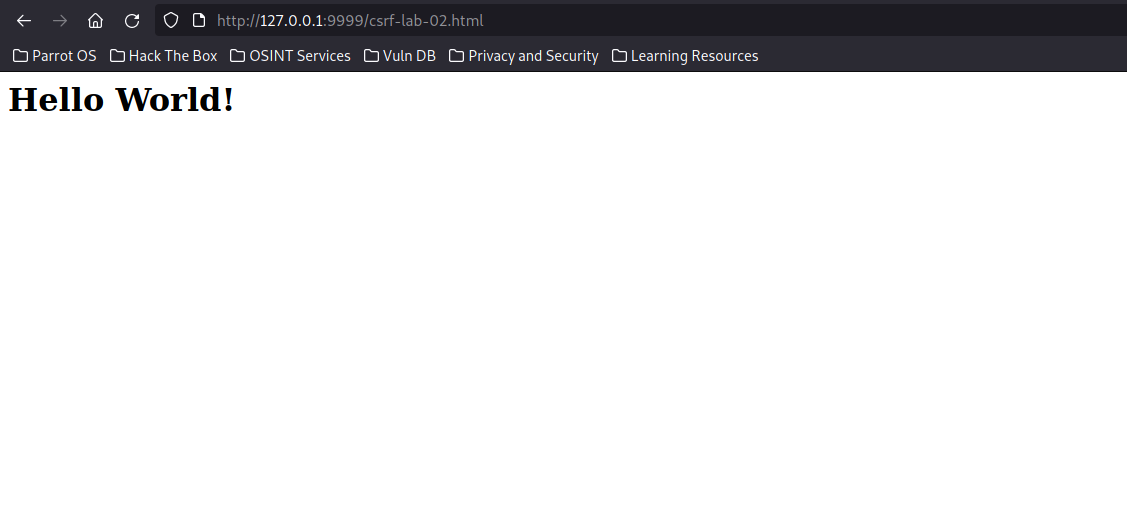 http://127.0.0.1:9999/csrf-lab-02.html
Parrot OS Hack The Box OSINT Services Vuln DB Privacy and Security Learning Resources
Hello World!